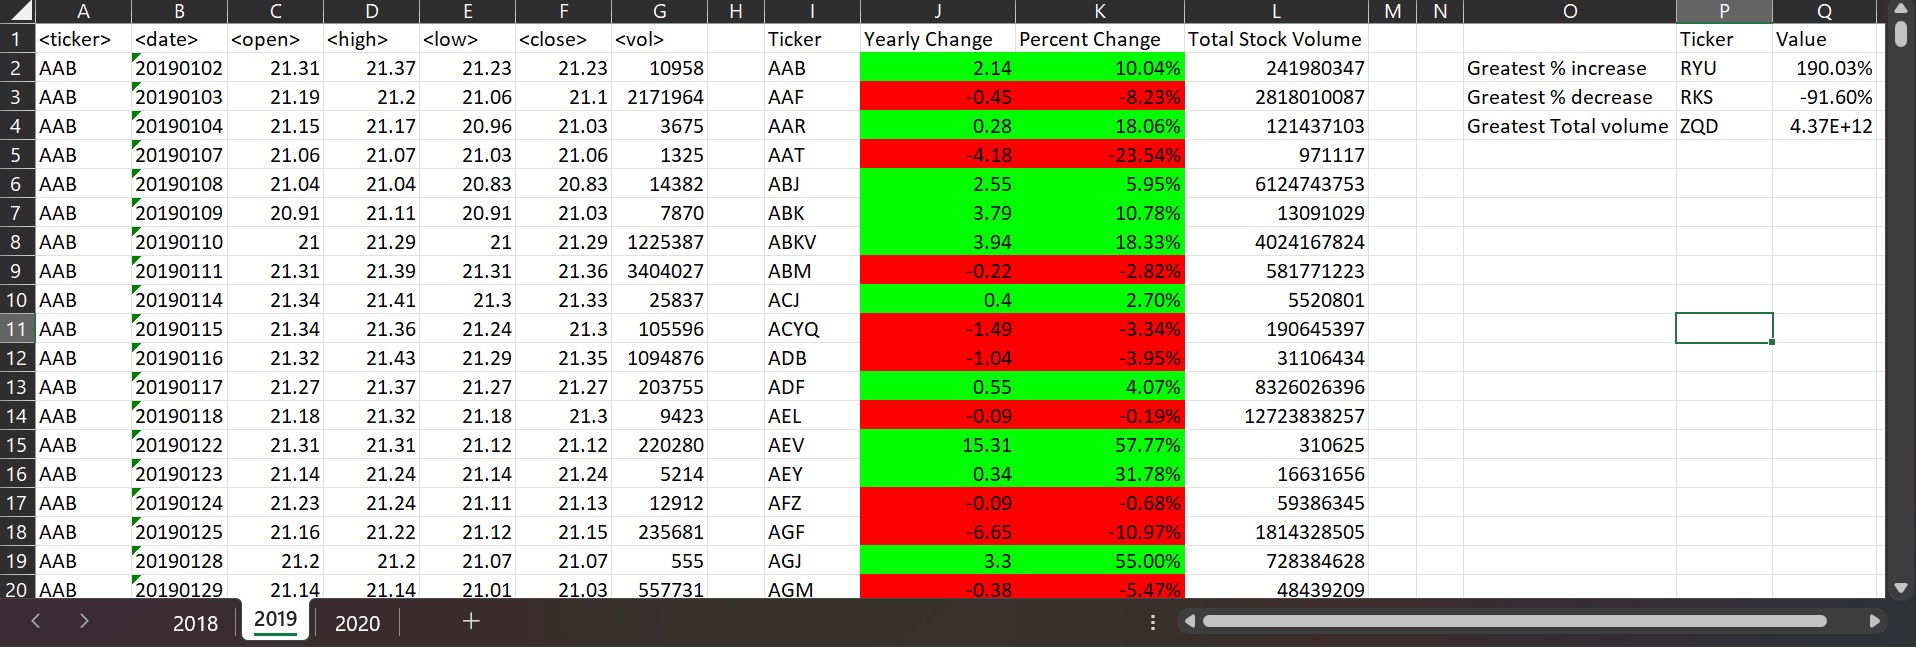 A B C D E F G H I J K L M N O P Q
1 <ticker> <date> <open> <high> <low> <close> <vol> Ticker Yearly Change Percent Change Total Stock Volume Ticker Value
2 AAB 20190102 21.31 21.37 21.23 21.23 10958 AAB 2.14 10.04% 241980347 Greatest % increase RYU 190.03%
3 AAB 20190103 21.19 21.2 21.06 21.1 2171964 AAF -0.45 -8.23% 2818010087 Greatest % decrease RKS -91.60%
4 AAB 20190104 21.15 21.17 20.96 21.03 3675 AAR 0.28 18.06% 121437103 Greatest Total volume ZQD 4.37E+12
5 AAB 20190107 21.06 21.07 21.03 21.06 1325 AAT -4.18 -23.54% 971117
6 AAB 20190108 21.04 21.04 20.83 20.83 14382 ABJ 2.55 5.95% 6124743753
7 AAB 20190109 20.91 21.11 20.91 21.03 7870 ABK 3.79 10.78% 13091029
8 AAB 20190110 21 21.29 21 21.29 1225387 ABKV 3.94 18.33% 4024167824
9 AAB 20190111 21.31 21.39 21.31 21.36 3404027 ABM -0.22 -2.82% 581771223
10 AAB 20190114 21.34 21.41 21.3 21.33 25837 ACJ 0.4 2.70% 5520801
11 AAB 20190115 21.34 21.36 21.24 21.3 105596 ACYQ -1.49 -3.34% 190645397
12 AAB 20190116 21.32 21.43 21.29 21.35 1094876 ADB -1.04 -3.95% 31106434
13 AAB 20190117 21.27 21.37 21.27 21.27 203755 ADF 0.55 4.07% 8326026396
14 AAB 20190118 21.18 21.32 21.18 21.3 9423 AEL -0.09 -0.19% 12723838257
15 AAB 20190122 21.31 21.31 21.12 21.12 220280 AEV 15.31 57.77% 310625
16 AAB 20190123 21.14 21.24 21.14 21.24 5214 AEY 0.34 31.78% 16631656
17 AAB 20190124 21.23 21.24 21.11 21.13 12912 AFZ -0.09 -0.68% 59386345
18 AAB 20190125 21.16 21.22 21.12 21.15 235681 AGF -6.65 -10.97% 1814328505
19 AAB 20190128 21.2 21.2 21.07 21.07 555 AGJ 3.3 55.00% 728384628
20 AAB 20190129 21.14 21.14 21.01 21.03 557731 AGM -0.38 -5.47% 48439209
2018 2019 2020 +